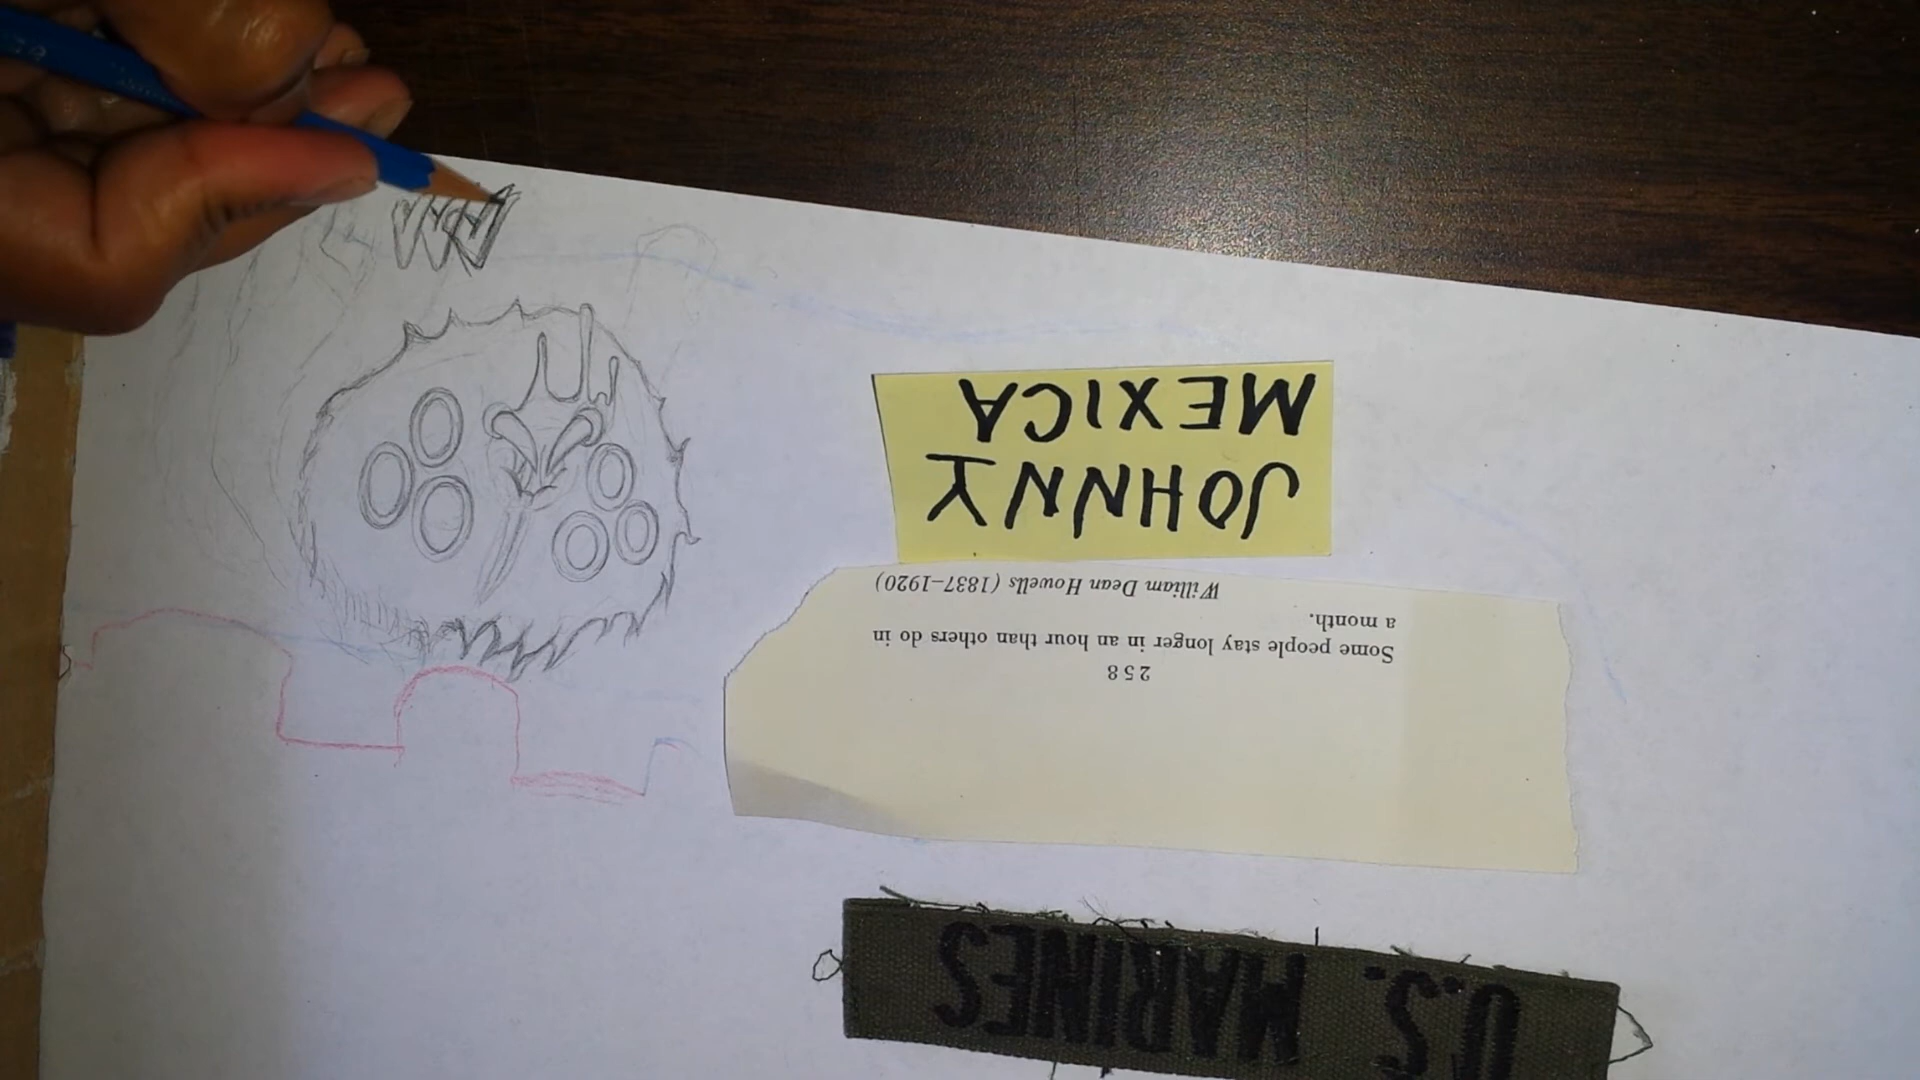 U.S. MARINES
258
Some people stay longer in an hour than others do in
a month.
William Dean Howells (1837–1920)
JOHNNY
MEXICA